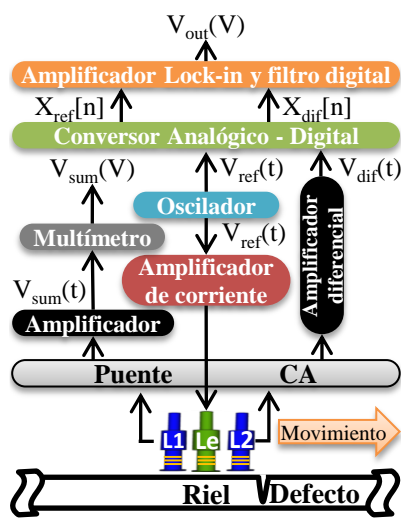 V_out(V)
Amplificador Lock-in y filtro digital
X_ref[n] X_dif[n]
Conversor Analógico - Digital
V_sum(V) V_ref(t) V_dif(t)
Oscilador
Multímetro V_ref(t)
Amplificador
de corriente
Amplificador
diferencial
V_sum(t)
Amplificador
Puente CA
L1 Le L2
Movimiento
Riel Defecto